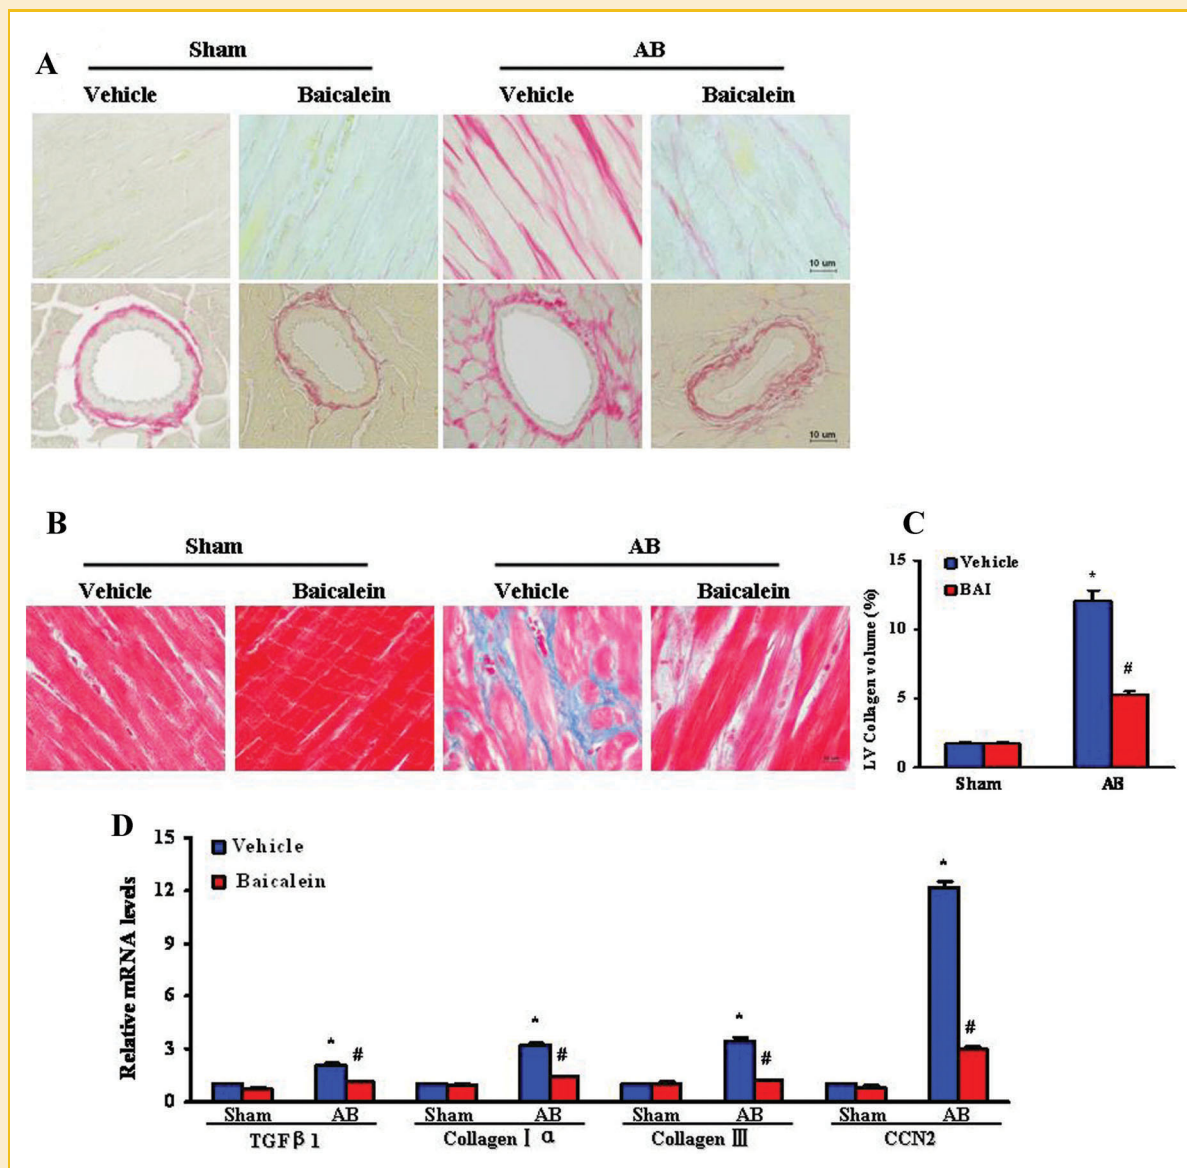 A
Sham
AB
Vehicle
Baicalein
Vehicle
Baicalein
10 um
10 um
B
Sham
AB
Vehicle
Baicalein
Vehicle
Baicalein
C
15
10
5
0
LV Collagen volume (%)
Vehicle
BAI
*
#
Sham
AB
D
15
12
9
6
3
0
Relative mRNA levels
Vehicle
Baicalein
*
#
*
#
*
#
*
#
Sham AB Sham AB Sham AB Sham AB
TGFβ1 Collagen Ⅰ α Collagen Ⅲ CCN2